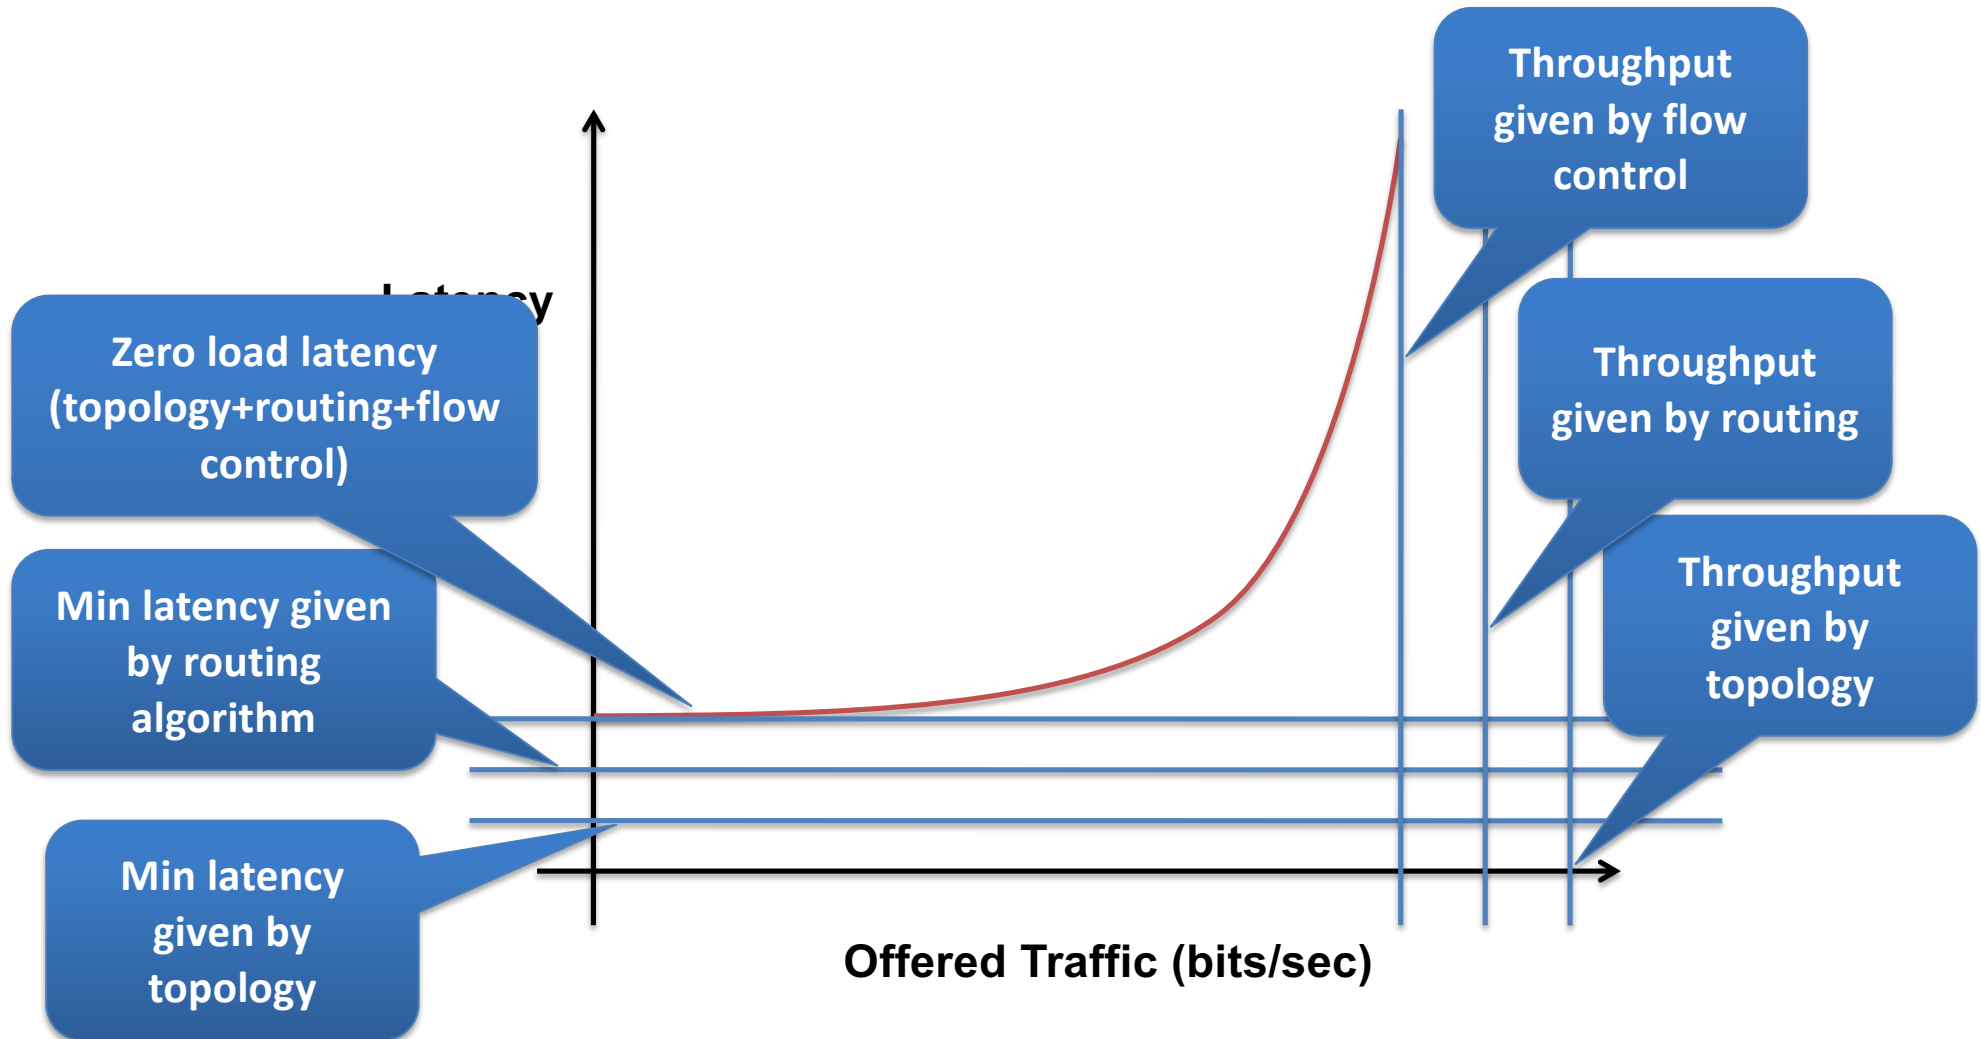 Throughput
given by flow
control
Latency
Zero load latency
(topology+routing+flow
control)
Throughput
given by routing
Min latency given
by routing
algorithm
Throughput
given by
topology
Min latency
given by
topology
Offered Traffic (bits/sec)